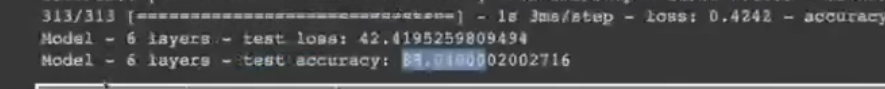 313/313 [==============================] - 1s 3ms/step - loss: 0.4242 - accuracy
Model - 6 layers - test loss: 42.4195259809494
Model - 6 layers - test accuracy: